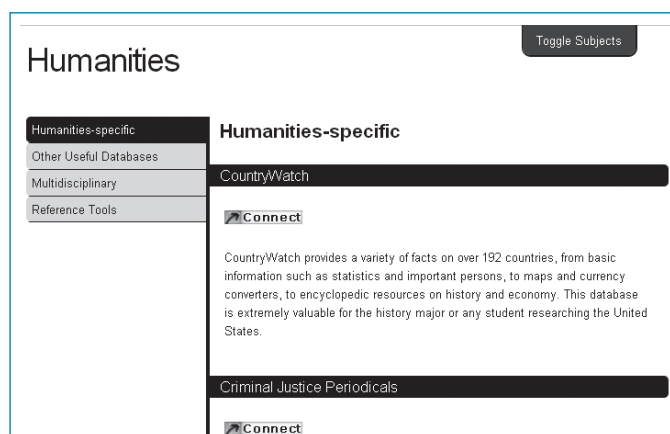 Toggle Subjects
Humanities
Humanities-specific
Other Useful Databases
Multidisciplinary
Reference Tools
Humanities-specific
CountryWatch
Connect
CountryWatch provides a variety of facts on over 192 countries, from basic
information such as statistics and important persons, to maps and currency
converters, to encyclopedic resources on history and economy. This database
is extremely valuable for the history major or any student researching the United
States.
Criminal Justice Periodicals
Connect